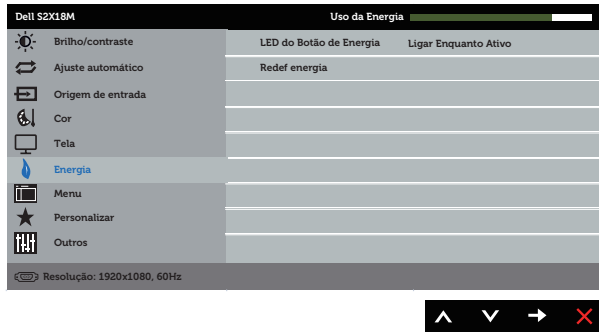 Dell S2X18M Uso da Energia
Brilho/contraste LED do Botão de Energia Ligar Enquanto Ativo
Ajuste automático Redef energia
Origem de entrada
Cor
Tela
Energia
Menu
Personalizar
Outros
Resolução: 1920x1080, 60Hz